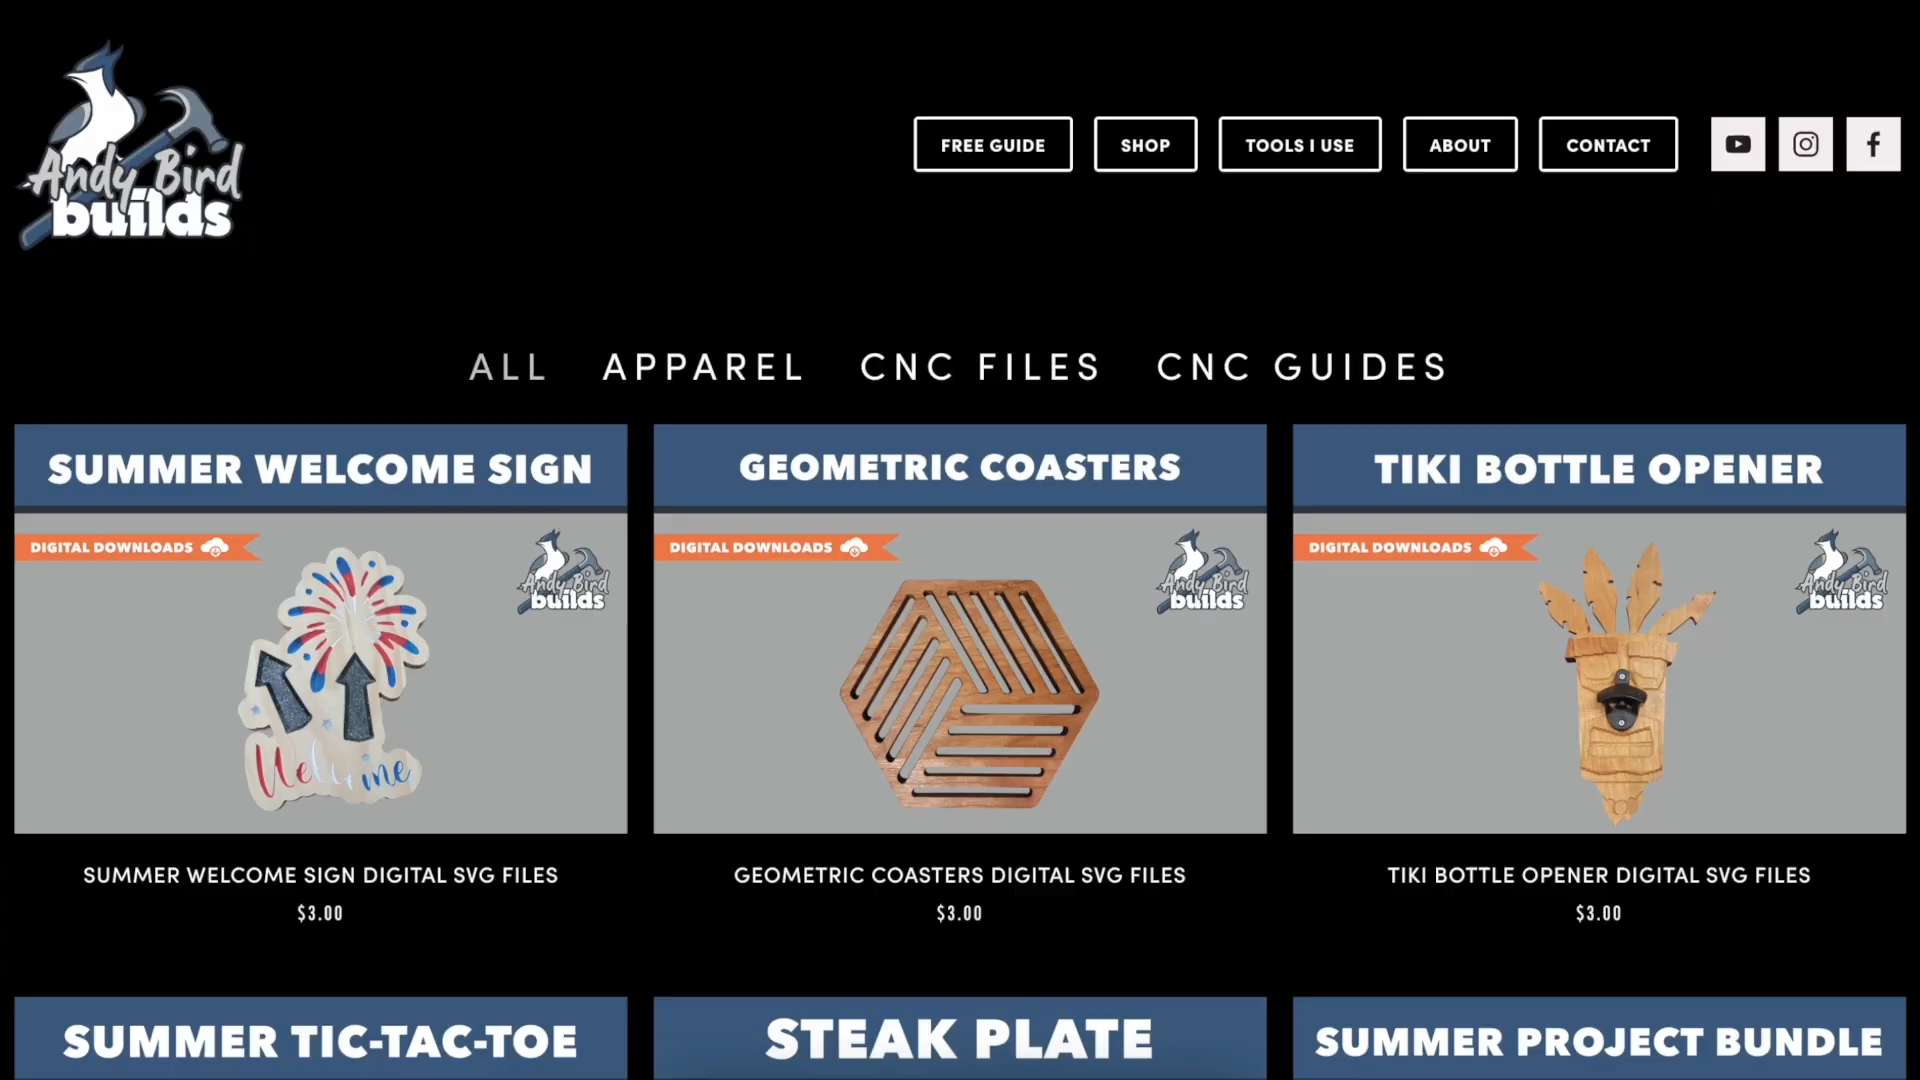 Andy Bird
builds
FREE GUIDE
SHOP
TOOLS I USE
ABOUT
CONTACT
ALL
APPAREL
CNC FILES
CNC GUIDES
SUMMER WELCOME SIGN
DIGITAL DOWNLOADS
Andy Bird
builds
Welcome
SUMMER WELCOME SIGN DIGITAL SVG FILES
$3.00
GEOMETRIC COASTERS
DIGITAL DOWNLOADS
Andy Bird
builds
GEOMETRIC COASTERS DIGITAL SVG FILES
$3.00
TIKI BOTTLE OPENER
DIGITAL DOWNLOADS
Andy Bird
builds
TIKI BOTTLE OPENER DIGITAL SVG FILES
$3.00
SUMMER TIC-TAC-TOE
STEAK PLATE
SUMMER PROJECT BUNDLE